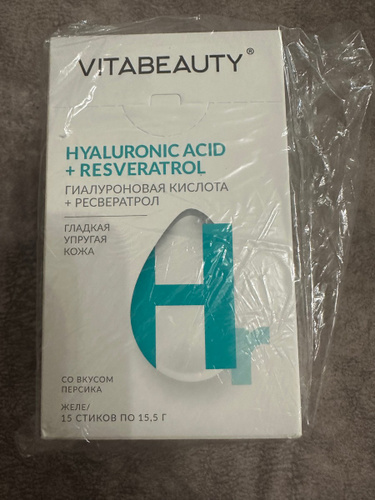 VITABEAUTY®
HYALURONIC ACID
+ RESVERATROL
ГИАЛУРОНОВАЯ КИСЛОТА
+ РЕСВЕРАТРОЛ
ГЛАДКАЯ
УПРУГАЯ
КОЖА
H
r
СО ВКУСОМ
ПЕРСИКА
ЖЕЛЕ/
15 СТИКОВ ПО 15,5 Г